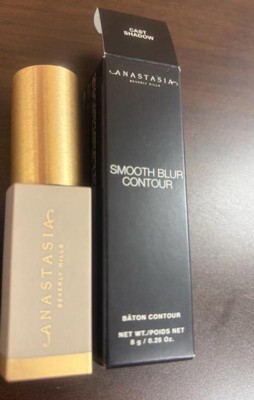 CAST
SHADOW
ANASTASIA
BEVERLY HILLS
SMOOTH BLUR
CONTOUR
BÂTON CONTOUR
NET WT./POIDS NET
8 g / 0.28 Oz.
ANASTASIA
BEVERLY HILLS